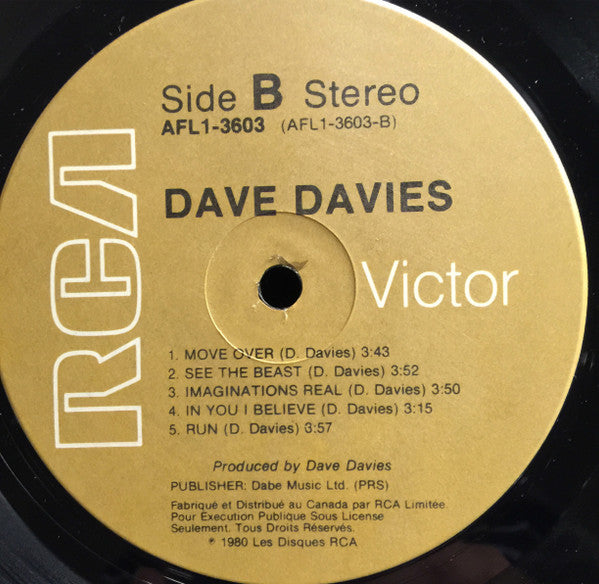 Side B Stereo
AFL1-3603 (AFL1-3603-B)
DAVE DAVIES
RCA
Victor
1. MOVE OVER (D. Davies) 3:43
2. SEE THE BEAST (D. Davies) 3:52
3. IMAGINATIONS REAL (D. Davies) 3:50
4. IN YOU I BELIEVE (D. Davies) 3:15
5. RUN (D. Davies) 3:57
Produced by Dave Davies
PUBLISHER: Dabe Music Ltd. (PRS)
Fabriqué et Distribué au Canada par RCA Limitée.
Pour Exécution Publique Sous License
Seulement. Tous Droits Réservés.
℗ 1980 Les Disques RCA